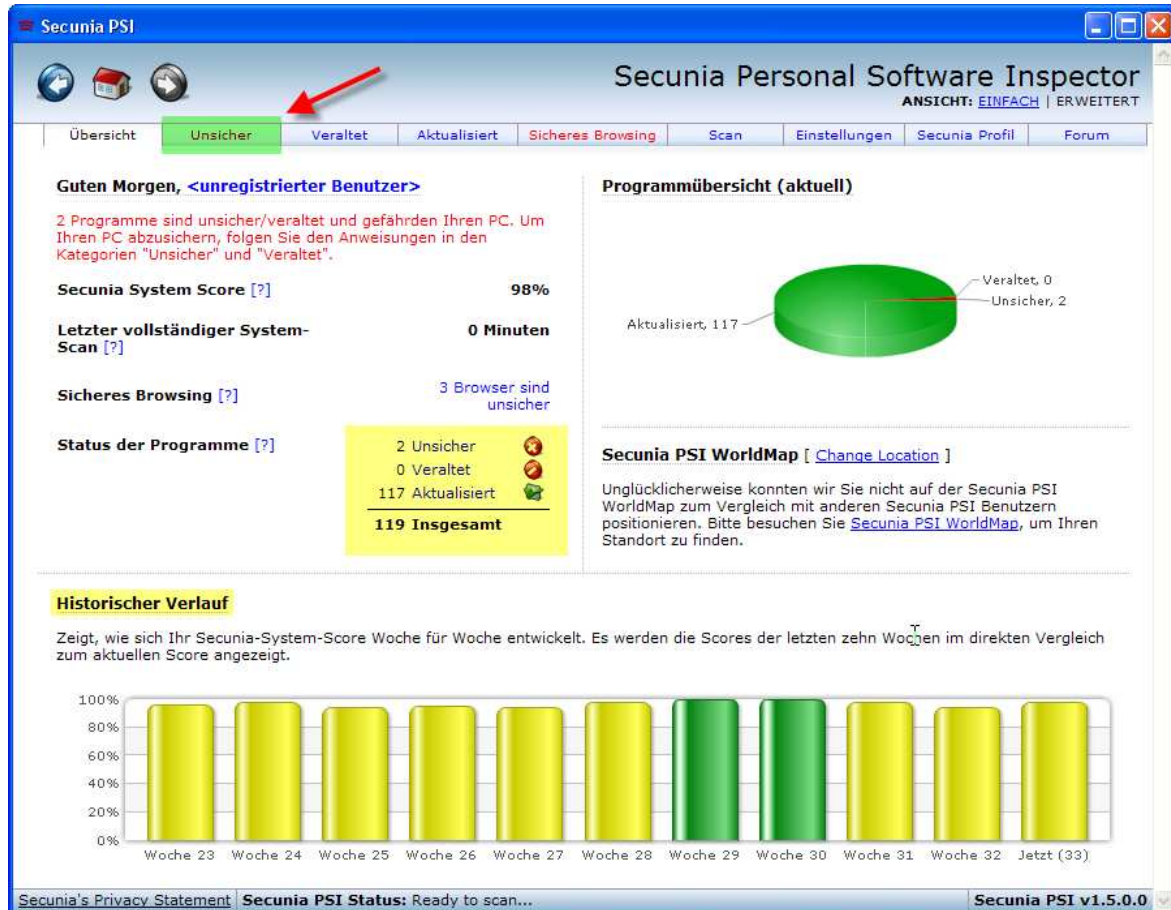 Secunia PSI
Secunia Personal Software Inspector
ANSICHT: EINFACH | ERWEITERT
Übersicht
Unsicher
Veraltet
Aktualisiert
Sicheres Browsing
Scan
Einstellungen
Secunia Profil
Forum
Guten Morgen, <unregistrierter Benutzer>
2 Programme sind unsicher/veraltet und gefährden Ihren PC. Um
Ihren PC abzusichern, folgen Sie den Anweisungen in den
Kategorien "Unsicher" und "Veraltet".
Secunia System Score [?] 98%
Letzter vollständiger System-
Scan [?]
0 Minuten
Sicheres Browsing [?]
3 Browser sind
unsicher
Status der Programme [?]
2 Unsicher
0 Veraltet
117 Aktualisiert
119 Insgesamt
Programmübersicht (aktuell)
Veraltet, 0
Unsicher, 2
Aktualisiert, 117
Secunia PSI WorldMap [ Change Location ]
Unglücklicherweise konnten wir Sie nicht auf der Secunia PSI
WorldMap zum Vergleich mit anderen Secunia PSI Benutzern
positionieren. Bitte besuchen Sie Secunia PSI WorldMap, um Ihren
Standort zu finden.
Historischer Verlauf
Zeigt, wie sich Ihr Secunia-System-Score Woche für Woche entwickelt. Es werden die Scores der letzten zehn Wochen im direkten Vergleich
zum aktuellen Score angezeigt.
100%
80%
60%
40%
20%
0%
Woche 23 Woche 24 Woche 25 Woche 26 Woche 27 Woche 28 Woche 29 Woche 30 Woche 31 Woche 32 Jetzt (33)
Secunia's Privacy Statement Secunia PSI Status: Ready to scan... Secunia PSI v1.5.0.0